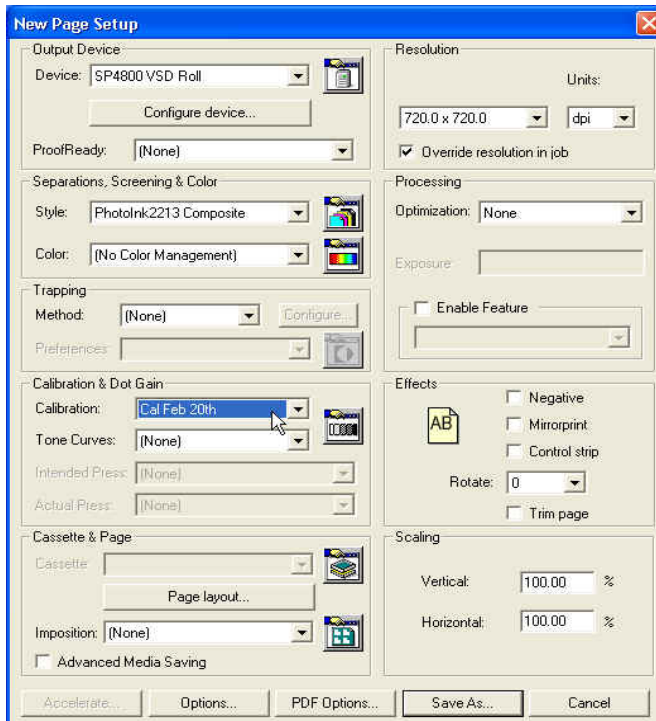 New Page Setup
Output Device
Device: SP4800 VSD Roll
Configure device...
ProofReady: (None)
Separations, Screening & Color
Style: PhotoInk2213 Composite
Color: (No Color Management)
Trapping
Method: (None) Configure...
Preferences:
Calibration & Dot Gain
Calibration: Cal Feb 20th
Tone Curves: (None)
Intended Press: (None)
Actual Press: (None)
Cassette & Page
Cassette:
Page layout...
Imposition: (None)
Advanced Media Saving
Resolution
Units:
720.0 x 720.0 dpi
Override resolution in job
Processing
Optimization: None
Exposure:
Enable Feature
Effects
AB
Negative
Mirrorprint
Control strip
Rotate: 0
Trim page
Scaling
Vertical: 100.00 %
Horizontal: 100.00 %
Accelerate... Options... PDF Options... Save As... Cancel